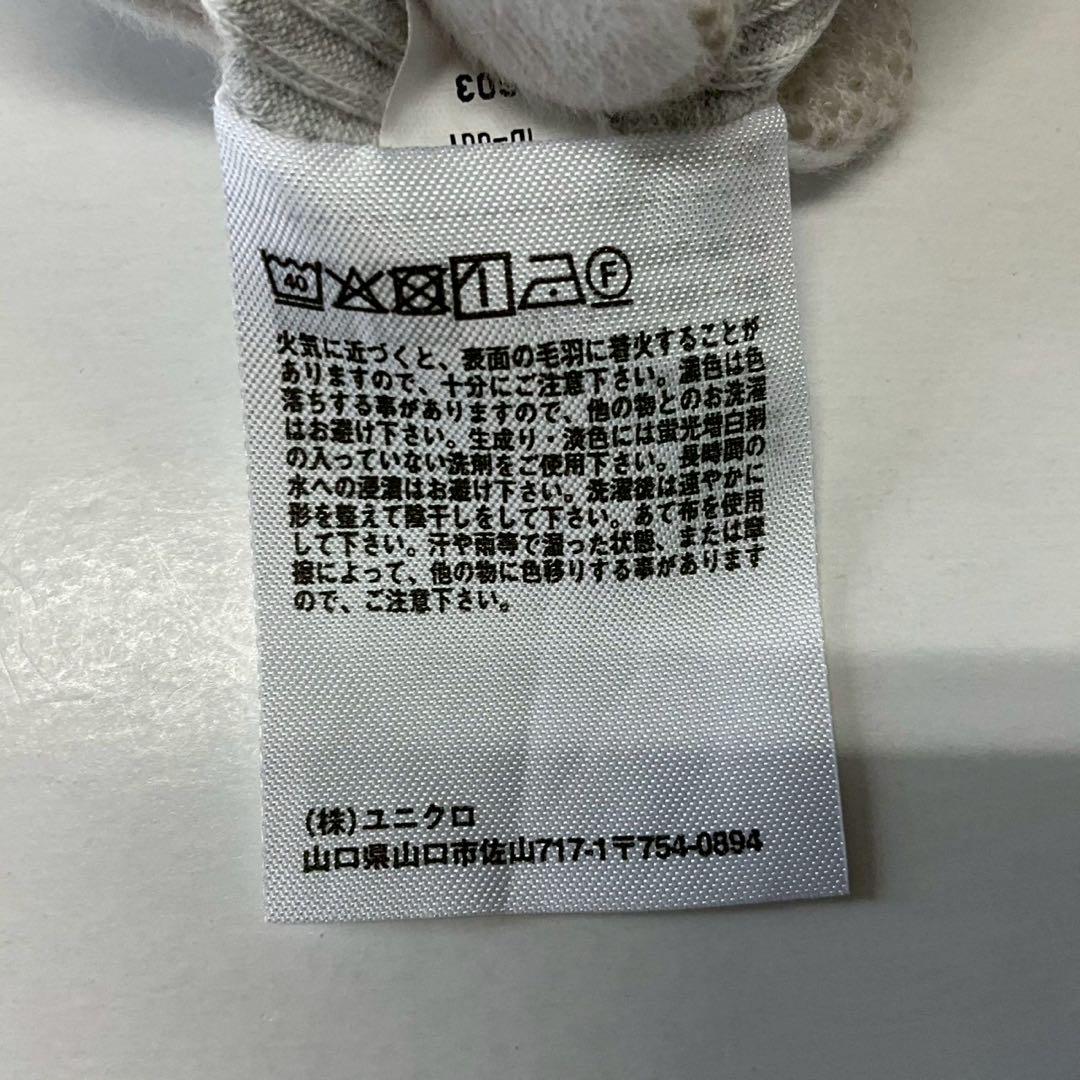 603
40
F
火気に近づくと、表面の毛羽に着火することが
ありますので、十分にご注意下さい。濃色は色
落ちする事がありますので、他の物とのお洗濯
はお避け下さい。生成り・淡色には蛍光増白剤
の入っていない洗剤をご使用下さい。長時間の
水への浸漬はお避け下さい。洗濯後は速やかに
形を整えて陰干しをして下さい。あて布を使用
して下さい。汗や雨等で湿った状態、または摩
擦によって、他の物に色移りする事があります
ので、ご注意下さい。
(株)ユニクロ
山口県山口市佐山717-1〒754-0894